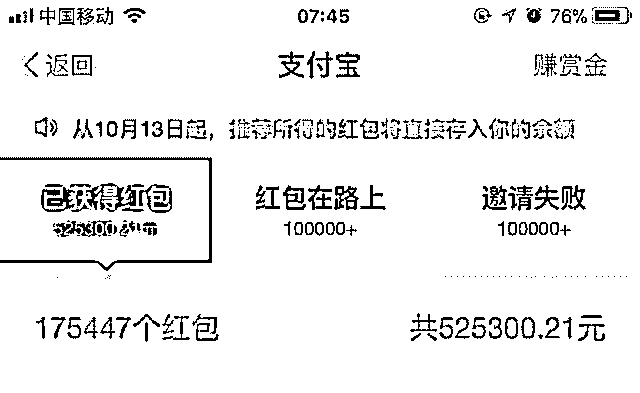 中国移动 07:45 76%
返回 支付宝 赚赏金
从10月13日起，推荐所得的红包将直接存入你的余额
已获得红包 红包在路上 邀请失败
525300.21元 100000+ 100000+
175447个红包 共525300.21元